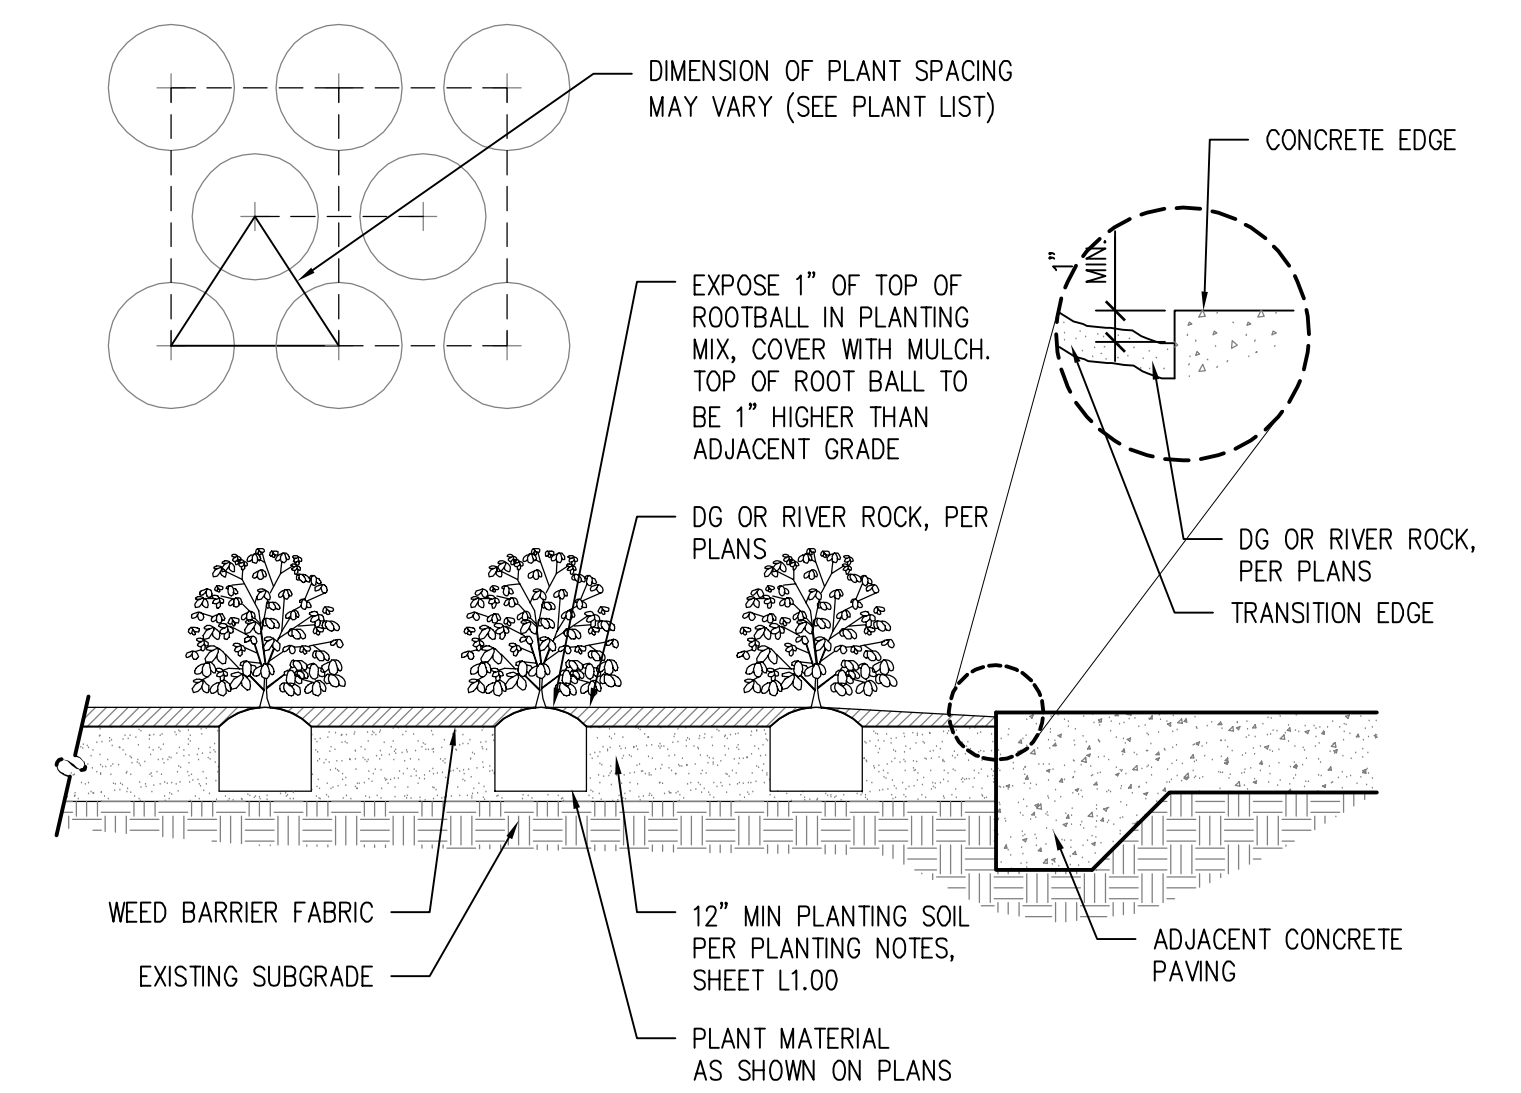 DIMENSION OF PLANT SPACING
MAY VARY (SEE PLANT LIST)
CONCRETE EDGE
1"
MIN.
EXPOSE 1" OF TOP OF
ROOTBALL IN PLANTING
MIX, COVER WITH MULCH.
TOP OF ROOT BALL TO
BE 1" HIGHER THAN
ADJACENT GRADE
DG OR RIVER ROCK, PER
PLANS
DG OR RIVER ROCK,
PER PLANS
TRANSITION EDGE
WEED BARRIER FABRIC
EXISTING SUBGRADE
12" MIN PLANTING SOIL
PER PLANTING NOTES,
SHEET L1.00
PLANT MATERIAL
AS SHOWN ON PLANS
ADJACENT CONCRETE
PAVING